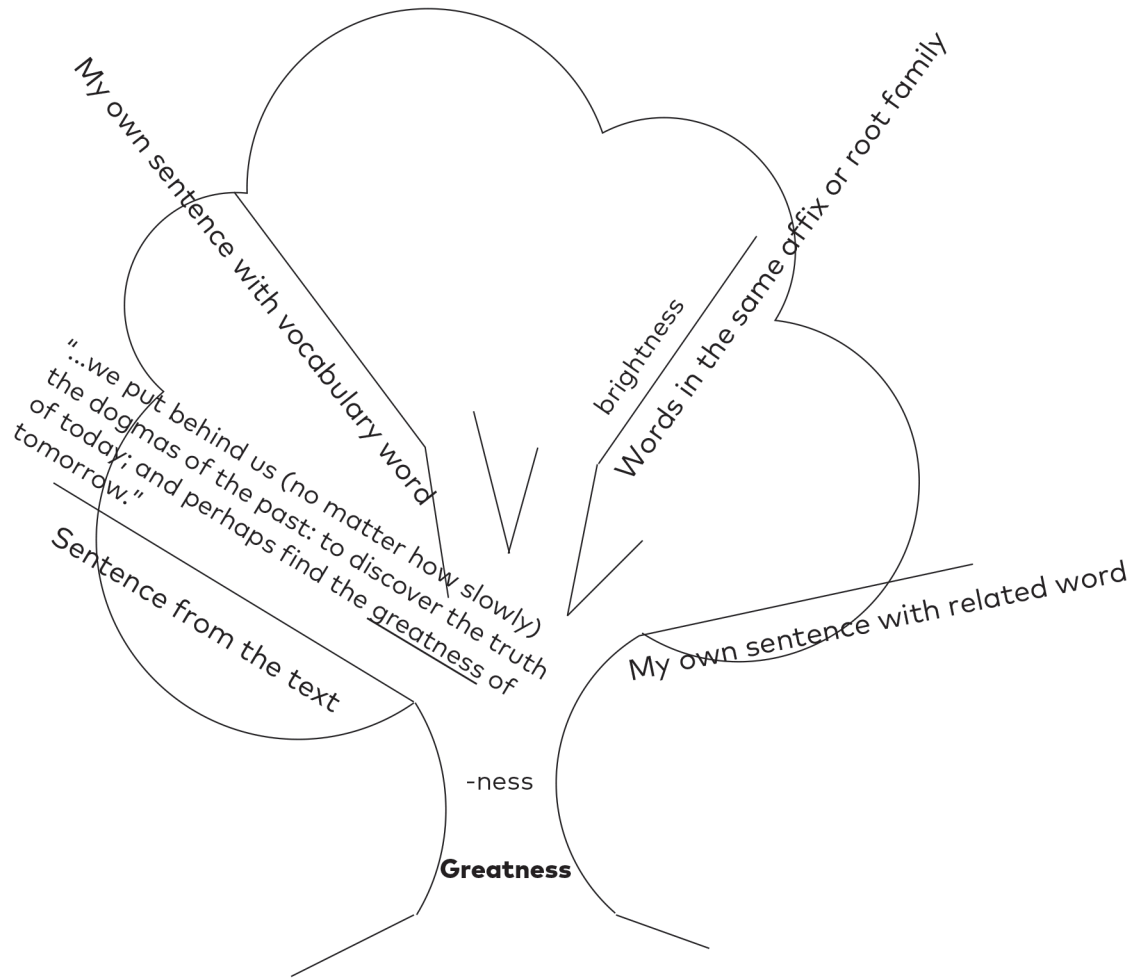 My own sentence with vocabulary word
Words in the same affix or root family
brightness
"...we put behind us (no matter how slowly)
the dogmas of the past: to discover the truth
of today; and perhaps find the greatness of
tomorrow."
Sentence from the text
My own sentence with related word
-ness
Greatness